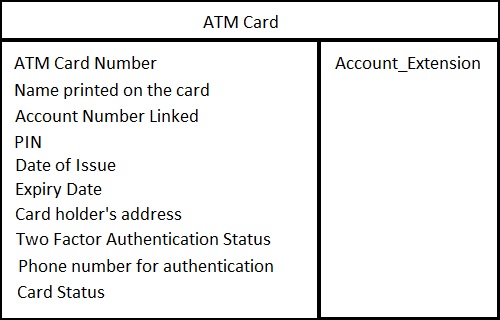 ATM Card
ATM Card Number
Name printed on the card
Account Number Linked
PIN
Date of Issue
Expiry Date
Card holder's address
Two Factor Authentication Status
Phone number for authentication
Card Status
Account_Extension